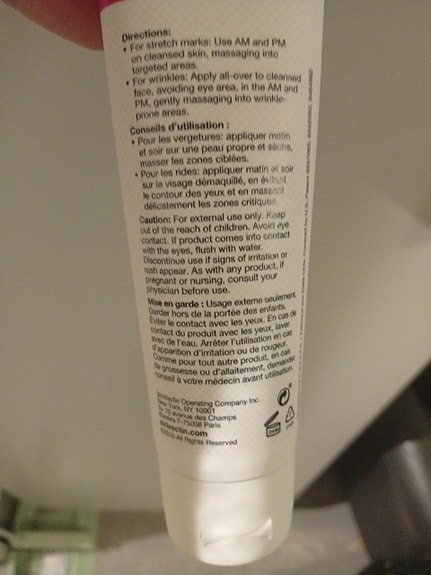 Directions:
• For stretch marks: Use AM and PM
on cleansed skin, massaging into
targeted areas.
• For wrinkles: Apply all-over to cleansed
face, avoiding eye area, in the AM and
PM, gently massaging into wrinkle-
prone areas.
Conseils d'utilisation :
• Pour les vergetures: appliquer matin
et soir sur une peau propre et sèche,
masser les zones ciblées.
• Pour les rides: appliquer matin et soir
sur le visage démaquillé, en évitant
le contour des yeux et en massant
délicatement les zones critiques.
Caution: For external use only. Keep
out of the reach of children. Avoid eye
contact. If product comes into contact
with the eyes, flush with water.
Discontinue use if signs of irritation or
rash appear. As with any product, if
pregnant or nursing, consult your
physician before use.
Mise en garde : Usage externe seulement.
Garder hors de la portée des enfants.
Éviter le contact avec les yeux. En cas de
contact du produit avec les yeux, laver
avec de l'eau. Arrêter l'utilisation en cas
d'apparition d'irritation ou de rougeur.
Comme pour tout autre produit, en cas
de grossesse ou d'allaitement, demander
conseil à votre médecin avant utilisation.
StriVectin Operating Company Inc.
New York, NY 10001
avenue des Champs
Elysées F-75008 Paris
strivectin.com
All Rights Reserved